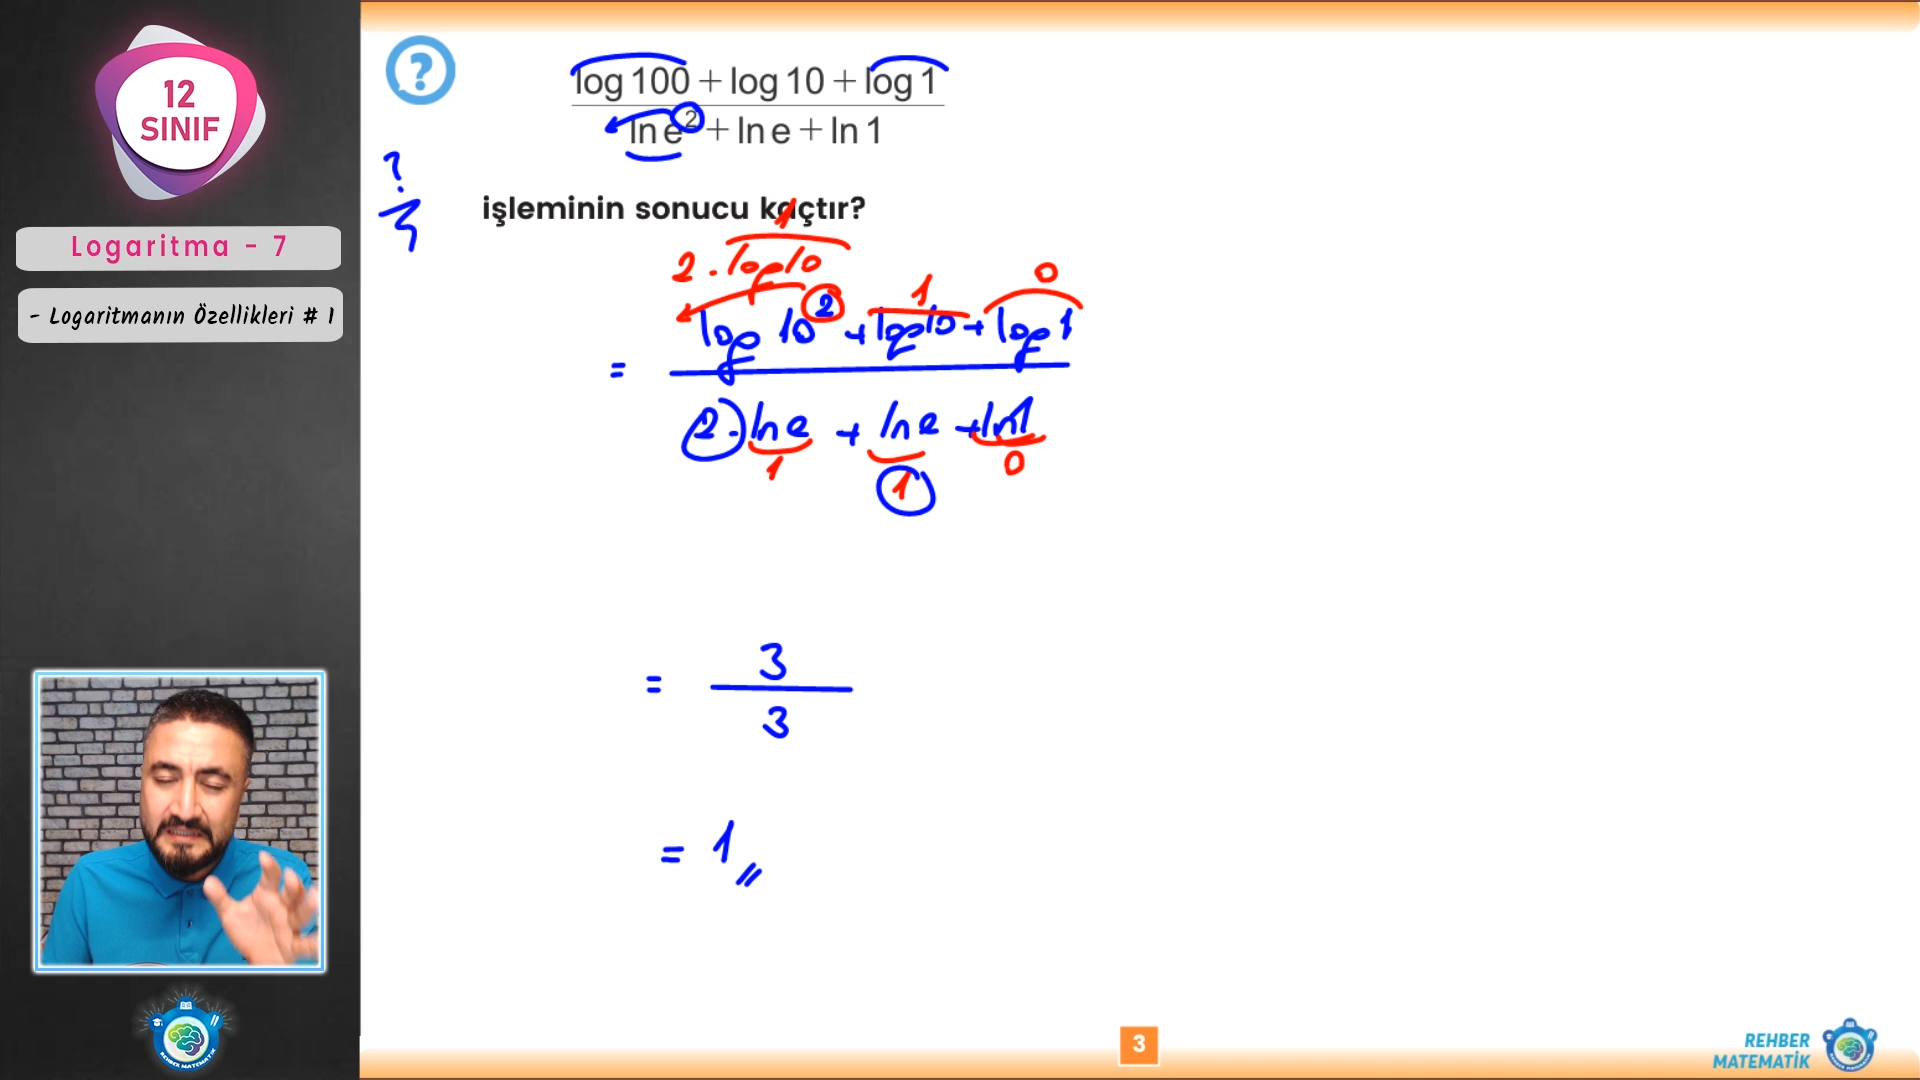 12
SINIF
Logaritma - 7
- Logaritmanın Özellikleri # 1
log 100 + log 10 + log 1
ln e² + ln e + ln 1
işleminin sonucu kaçtır?
?
1
2 . log 10
1
0
log 10² + log 10 + log 1
=
2 . ln e + ln e + ln 1
1
1
0
= 3
3
= 1
3
REHBER
MATEMATİK
REHBER MATEMATİK